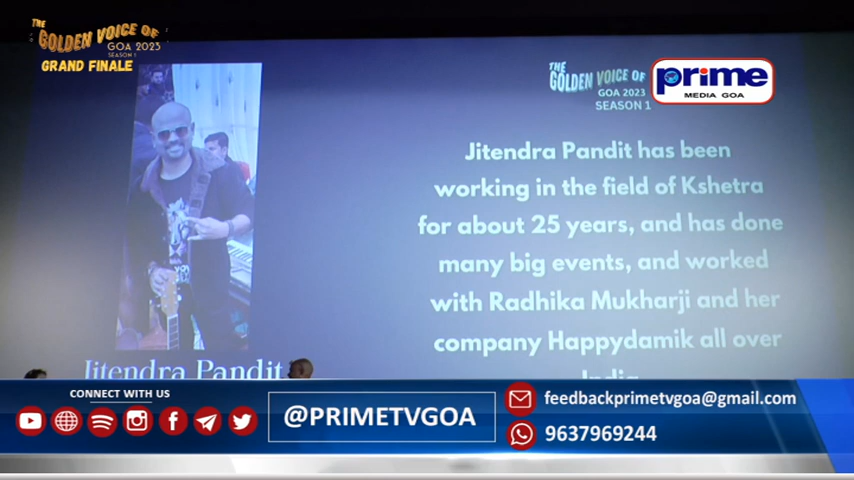 THE
GOLDEN VOICE OF
GOA 2023
SEASON 1
GRAND FINALE
THE
GOLDEN VOICE OF
GOA 2023
SEASON 1
prime
MEDIA GOA
Jitendra Pandit has been
working in the field of Kshetra
for about 25 years, and has done
many big events, and worked
with Radhika Mukharji and her
company Happydamik all over
India
Jitendra Pandit
CONNECT WITH US
@PRIMETVGOA
feedbackprimetvgoa@gmail.com
9637969244